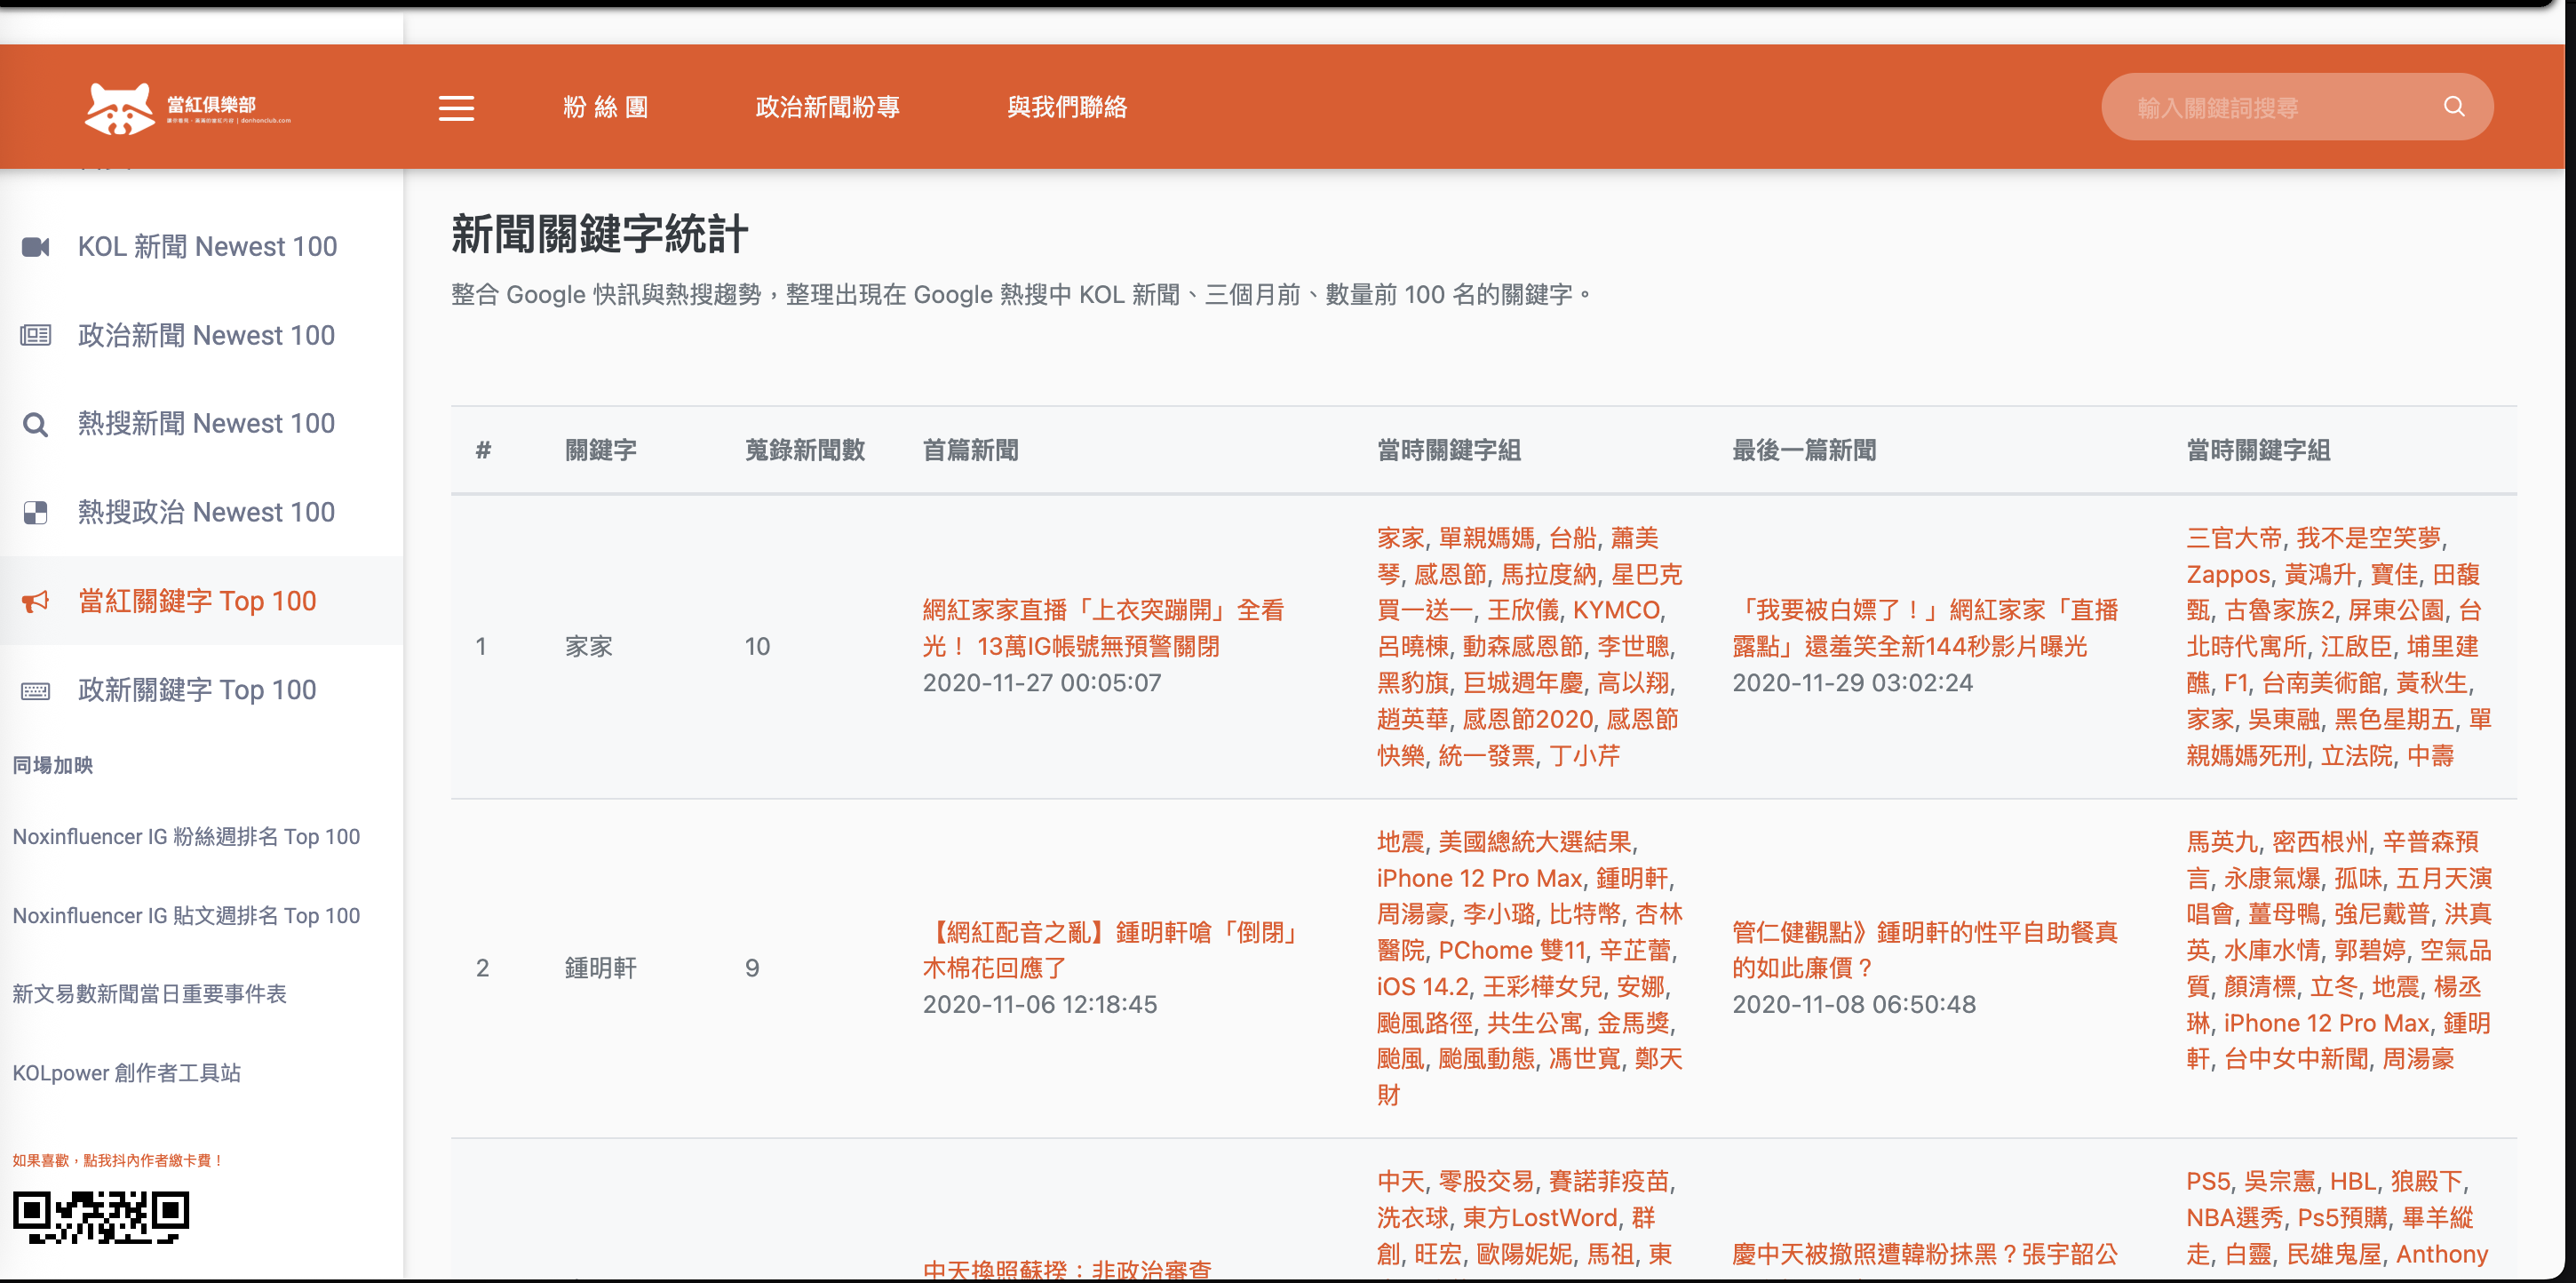 當紅俱樂部
粉 絲 團
政治新聞粉專
與我們聯絡
輸入關鍵詞搜尋
KOL 新聞 Newest 100
政治新聞 Newest 100
熱搜新聞 Newest 100
熱搜政治 Newest 100
當紅關鍵字 Top 100
政新關鍵字 Top 100
同場加映
Noxinfluencer IG 粉絲週排名 Top 100
Noxinfluencer IG 貼文週排名 Top 100
新文易數新聞當日重要事件表
KOLpower 創作者工具站
如果喜歡，點我抖內作者繳卡費！
新聞關鍵字統計
整合 Google 快訊與熱搜趨勢，整理出現在 Google 熱搜中 KOL 新聞、三個月前、數量前 100 名的關鍵字。
# 關鍵字 蒐錄新聞數 首篇新聞 當時關鍵字組 最後一篇新聞 當時關鍵字組
1
家家
10
網紅家家直播「上衣突蹦開」全看
光！ 13萬IG帳號無預警關閉
2020-11-27 00:05:07
家家, 單親媽媽, 台船, 蕭美
琴, 感恩節, 馬拉度納, 星巴克
買一送一, 王欣儀, KYMCO,
呂曉棟, 動森感恩節, 李世聰,
黑豹旗, 巨城週年慶, 高以翔,
趙英華, 感恩節2020, 感恩節
快樂, 統一發票, 丁小芹
「我要被白嫖了！」網紅家家「直播
露點」還羞笑全新144秒影片曝光
2020-11-29 03:02:24
三官大帝, 我不是空笑夢,
Zappos, 黃鴻升, 寶佳, 田馥
甄, 古魯家族2, 屏東公園, 台
北時代寓所, 江啟臣, 埔里建
醮, F1, 台南美術館, 黃秋生,
家家, 吳東融, 黑色星期五, 單
親媽媽死刑, 立法院, 中壽
2
鍾明軒
9
【網紅配音之亂】鍾明軒嗆「倒閉」
木棉花回應了
2020-11-06 12:18:45
地震, 美國總統大選結果,
iPhone 12 Pro Max, 鍾明軒,
周湯豪, 李小璐, 比特幣, 杏林
醫院, PChome 雙11, 辛芷蕾,
iOS 14.2, 王彩樺女兒, 安娜,
颱風路徑, 共生公寓, 金馬獎,
颱風, 颱風動態, 馮世寬, 鄭天
財
管仁健觀點》鍾明軒的性平自助餐真
的如此廉價？
2020-11-08 06:50:48
馬英九, 密西根州, 辛普森預
言, 永康氣爆, 孤味, 五月天演
唱會, 薑母鴨, 強尼戴普, 洪真
英, 水庫水情, 郭碧婷, 空氣品
質, 顏清標, 立冬, 地震, 楊丞
琳, iPhone 12 Pro Max, 鍾明
軒, 台中女中新聞, 周湯豪
中天換照蘇揆：非政治審查
中天, 零股交易, 賽諾菲疫苗,
洗衣球, 東方LostWord, 群
創, 旺宏, 歐陽妮妮, 馬祖, 東
慶中天被撤照遭韓粉抹黑？張宇韶公
PS5, 吳宗憲, HBL, 狼殿下,
NBA選秀, Ps5預購, 畢羊縱
走, 白靈, 民雄鬼屋, Anthony